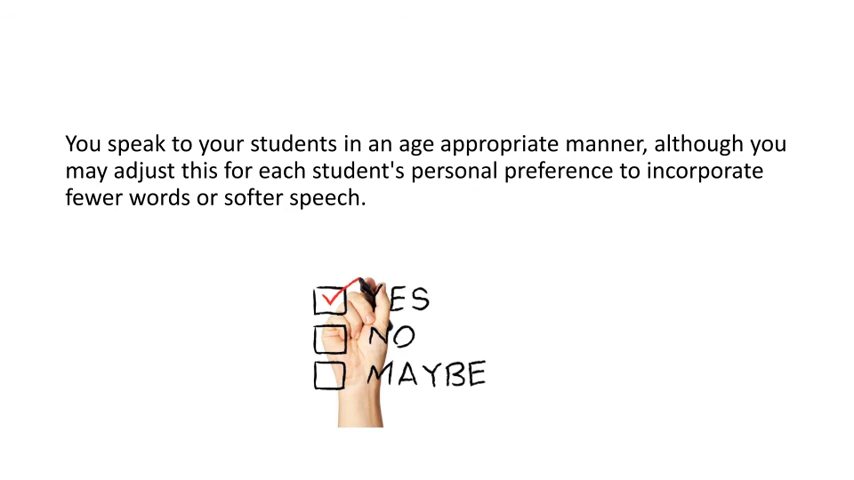 You speak to your students in an age appropriate manner, although you
may adjust this for each student's personal preference to incorporate
fewer words or softer speech.
YES
NO
MAYBE